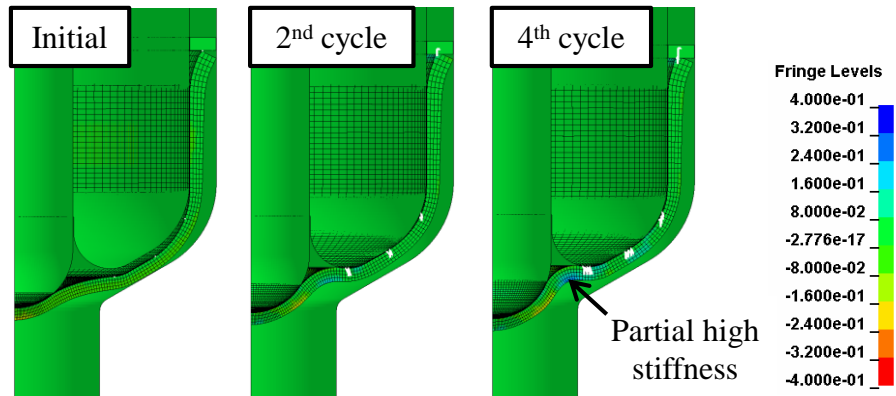 Initial
2nd cycle
4th cycle
Partial high
stiffness
Fringe Levels
4.000e-01
3.200e-01
2.400e-01
1.600e-01
8.000e-02
-2.776e-17
-8.000e-02
-1.600e-01
-2.400e-01
-3.200e-01
-4.000e-01